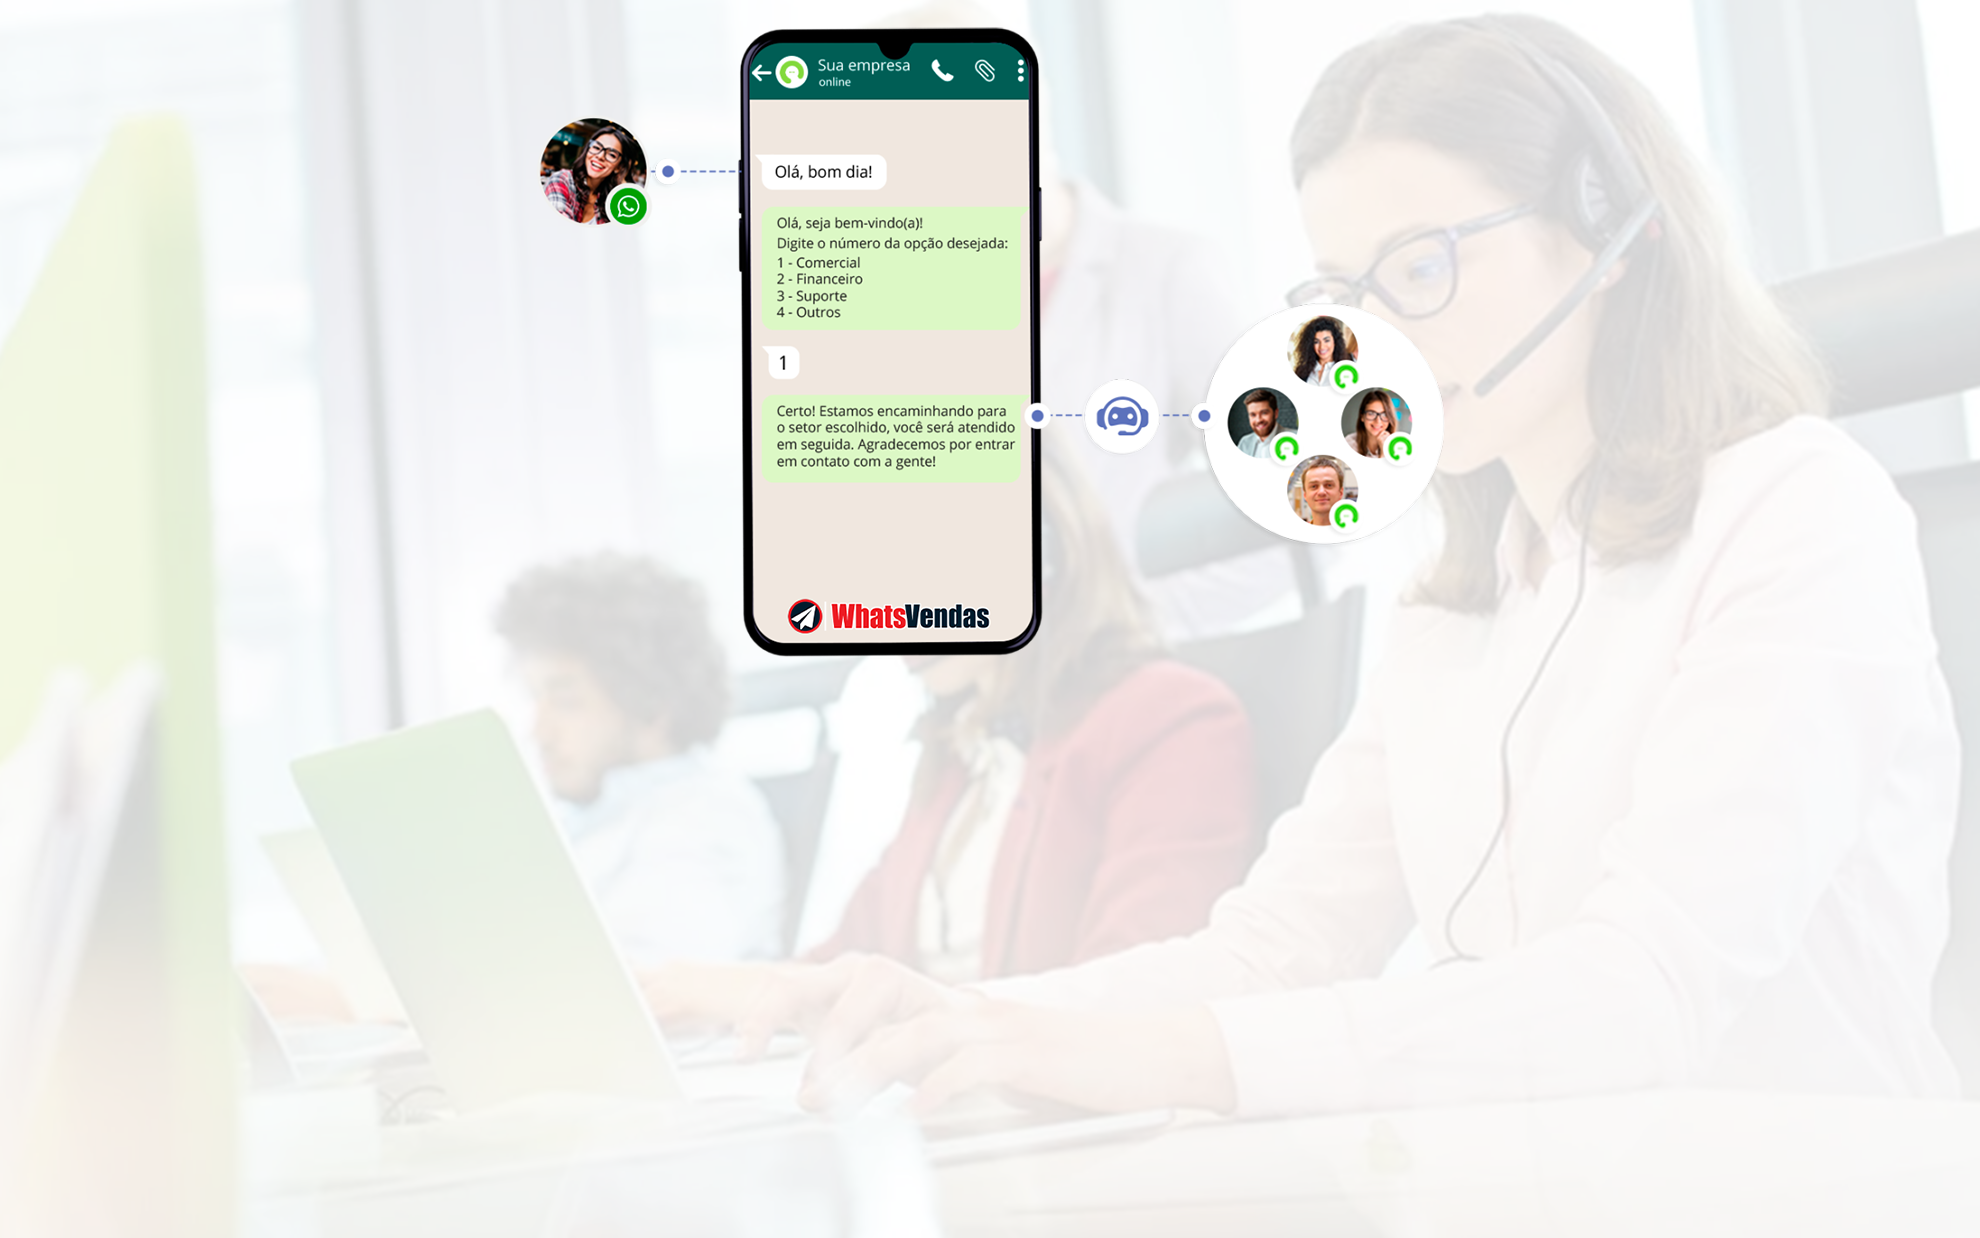 Sua empresa
online
Olá, bom dia!
Olá, seja bem-vindo(a)!
Digite o número da opção desejada:
1 - Comercial
2 - Financeiro
3 - Suporte
4 - Outros
1
Certo! Estamos encaminhando para
o setor escolhido, você será atendido
em seguida. Agradecemos por entrar
em contato com a gente!
WhatsVendas